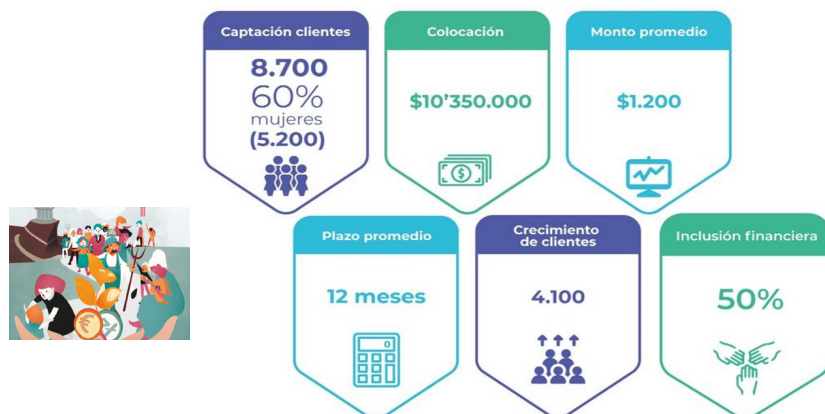 Captación clientes
8.700
60%
mujeres
(5.200)
Colocación
$10’350.000
Monto promedio
$1.200
Plazo promedio
12 meses
Crecimiento
de clientes
4.100
Inclusión financiera
50%